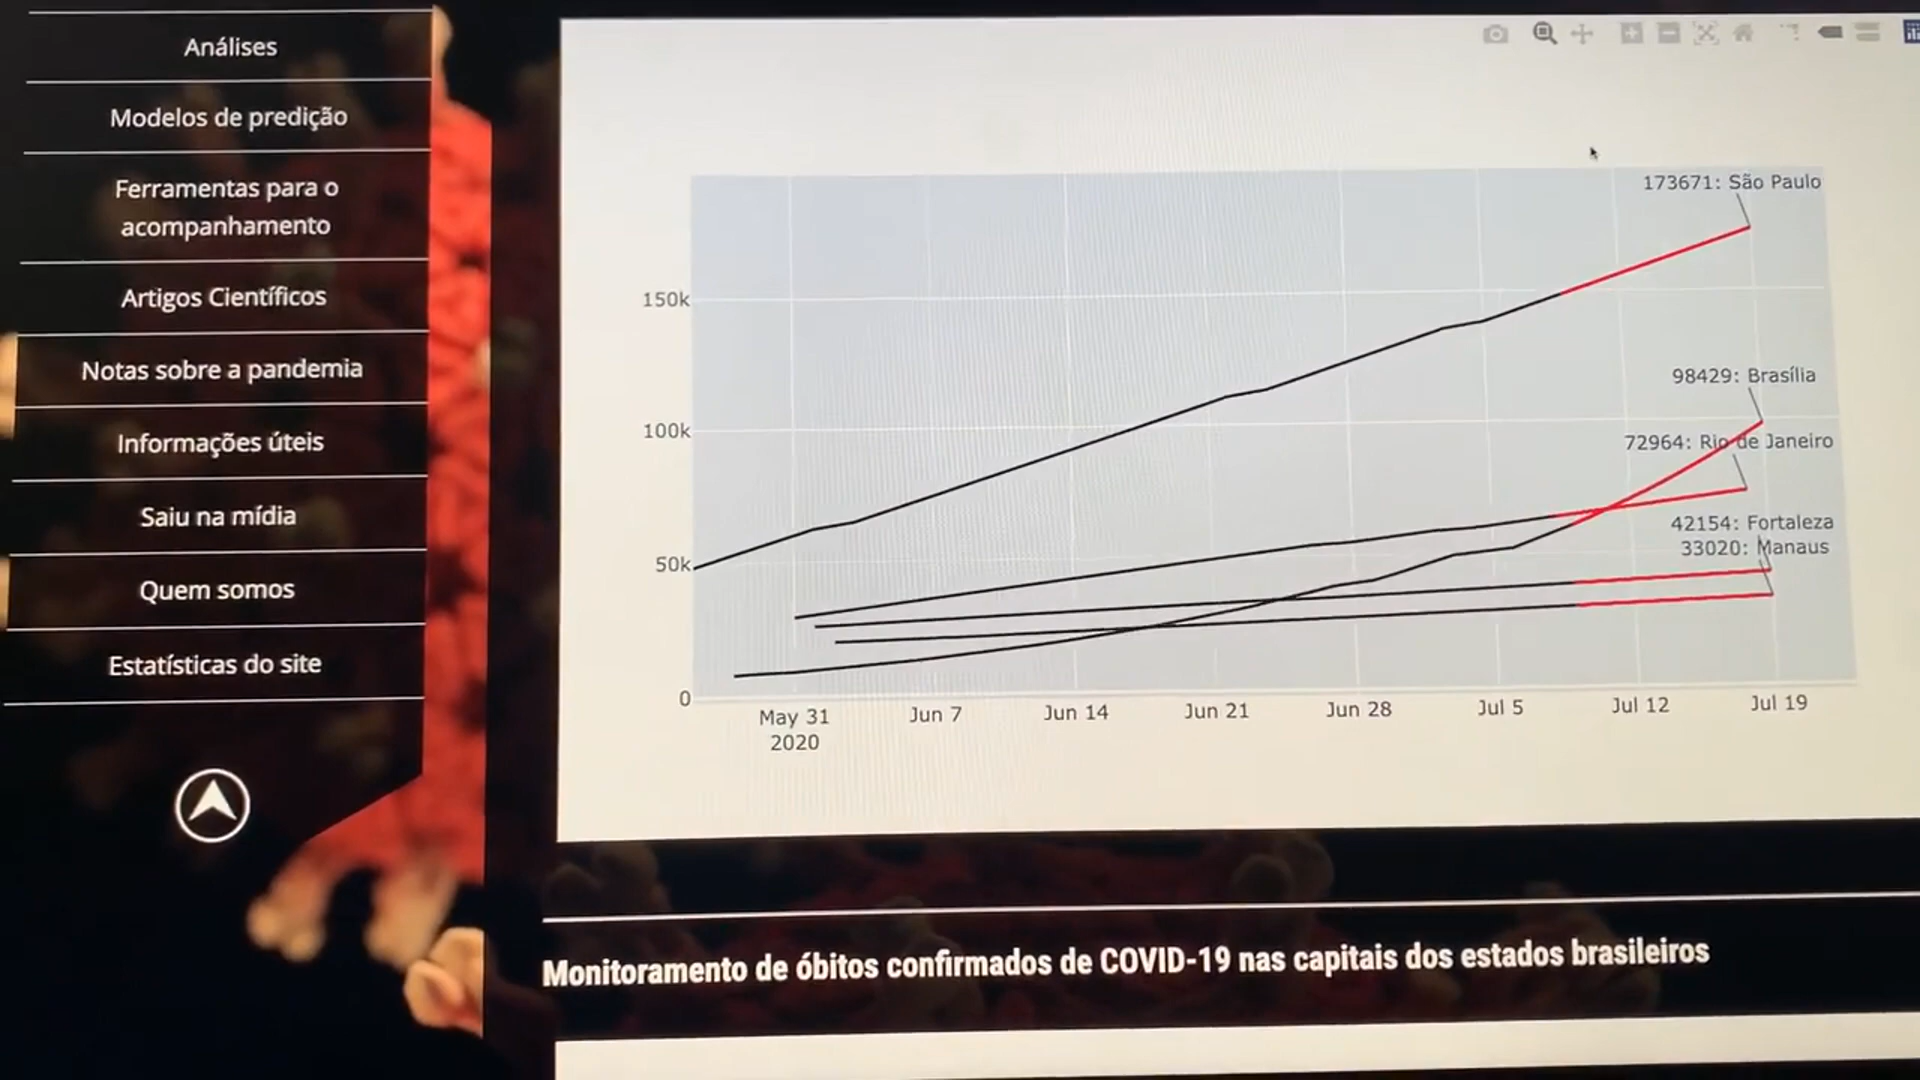 Análises
Modelos de predição
Ferramentas para o
acompanhamento
Artigos Científicos
Notas sobre a pandemia
Informações úteis
Saiu na mídia
Quem somos
Estatísticas do site
173671: São Paulo
150k
98429: Brasília
100k
72964: Rio de Janeiro
42154: Fortaleza
33020: Manaus
50k
0
May 31
2020
Jun 7
Jun 14
Jun 21
Jun 28
Jul 5
Jul 12
Jul 19
Monitoramento de óbitos confirmados de COVID-19 nas capitais dos estados brasileiros